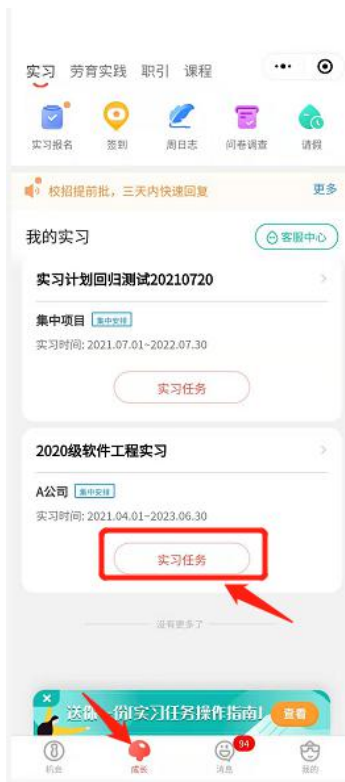 实习 劳育实践 职引 课程
实习报名 签到 周日志 问卷调查 请假
校招提前批，三天内快速回复 更多
我的实习 客服中心
实习计划回归测试20210720
集中项目 集中安排
实习时间: 2021.07.01~2022.07.30
实习任务
2020级软件工程实习
A公司 集中安排
实习时间: 2021.04.01~2023.06.30
实习任务
没有更多了
送你一份!实习任务操作指南! 查看
94
机会 成长 消息 我的